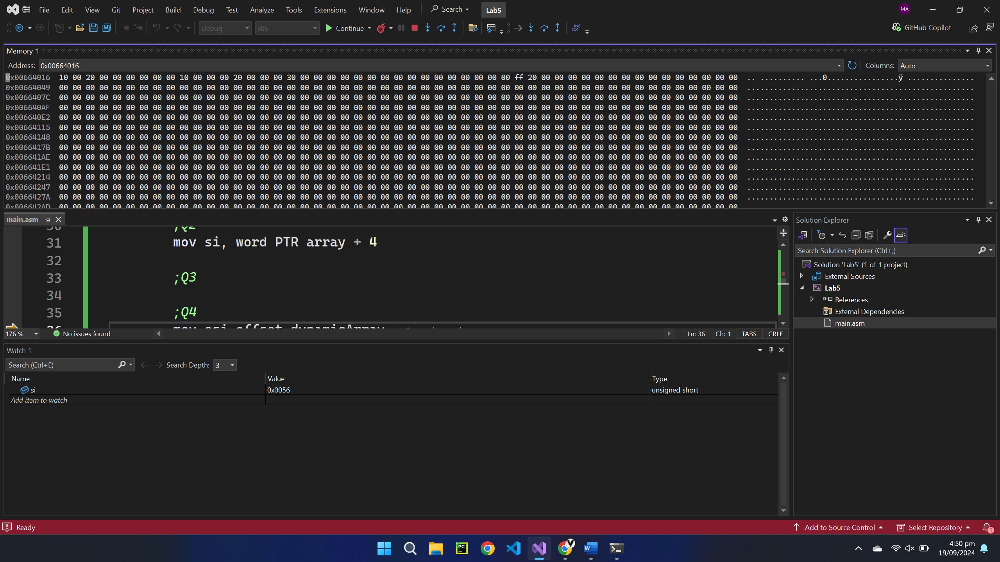 File Edit View Git Project Build Debug Test Analyze Tools Extensions Window Help Search Lab5 MA
Debug x86 Continue GitHub Copilot
Memory 1
Address: 0x00664016 Columns: Auto
0x00664016 10 00 20 00 00 00 00 00 00 10 00 00 00 20 00 00 00 30 00 00 00 00 00 00 00 00 00 00 00 00 00 00 00 00 ff 20 00 00 00 00 00 00 00 00 00 00 00 00 00 00 00 .. .......... ...0................ÿ ...............
0x00664049 00 00 00 00 00 00 00 00 00 00 00 00 00 00 00 00 00 00 00 00 00 00 00 00 00 00 00 00 00 00 00 00 00 00 00 00 00 00 00 00 00 00 00 00 00 00 00 00 00 00 00 ...................................................
0x0066407C 00 00 00 00 00 00 00 00 00 00 00 00 00 00 00 00 00 00 00 00 00 00 00 00 00 00 00 00 00 00 00 00 00 00 00 00 00 00 00 00 00 00 00 00 00 00 00 00 00 00 00 ...................................................
0x006640AF 00 00 00 00 00 00 00 00 00 00 00 00 00 00 00 00 00 00 00 00 00 00 00 00 00 00 00 00 00 00 00 00 00 00 00 00 00 00 00 00 00 00 00 00 00 00 00 00 00 00 00 ...................................................
0x006640E2 00 00 00 00 00 00 00 00 00 00 00 00 00 00 00 00 00 00 00 00 00 00 00 00 00 00 00 00 00 00 00 00 00 00 00 00 00 00 00 00 00 00 00 00 00 00 00 00 00 00 00 ...................................................
0x00664115 00 00 00 00 00 00 00 00 00 00 00 00 00 00 00 00 00 00 00 00 00 00 00 00 00 00 00 00 00 00 00 00 00 00 00 00 00 00 00 00 00 00 00 00 00 00 00 00 00 00 00 ...................................................
0x00664148 00 00 00 00 00 00 00 00 00 00 00 00 00 00 00 00 00 00 00 00 00 00 00 00 00 00 00 00 00 00 00 00 00 00 00 00 00 00 00 00 00 00 00 00 00 00 00 00 00 00 00 ...................................................
0x0066417B 00 00 00 00 00 00 00 00 00 00 00 00 00 00 00 00 00 00 00 00 00 00 00 00 00 00 00 00 00 00 00 00 00 00 00 00 00 00 00 00 00 00 00 00 00 00 00 00 00 00 00 ...................................................
0x006641AE 00 00 00 00 00 00 00 00 00 00 00 00 00 00 00 00 00 00 00 00 00 00 00 00 00 00 00 00 00 00 00 00 00 00 00 00 00 00 00 00 00 00 00 00 00 00 00 00 00 00 00 ...................................................
0x006641E1 00 00 00 00 00 00 00 00 00 00 00 00 00 00 00 00 00 00 00 00 00 00 00 00 00 00 00 00 00 00 00 00 00 00 00 00 00 00 00 00 00 00 00 00 00 00 00 00 00 00 00 ...................................................
0x00664214 00 00 00 00 00 00 00 00 00 00 00 00 00 00 00 00 00 00 00 00 00 00 00 00 00 00 00 00 00 00 00 00 00 00 00 00 00 00 00 00 00 00 00 00 00 00 00 00 00 00 00 ...................................................
0x00664247 00 00 00 00 00 00 00 00 00 00 00 00 00 00 00 00 00 00 00 00 00 00 00 00 00 00 00 00 00 00 00 00 00 00 00 00 00 00 00 00 00 00 00 00 00 00 00 00 00 00 00 ...................................................
0x0066427A 00 00 00 00 00 00 00 00 00 00 00 00 00 00 00 00 00 00 00 00 00 00 00 00 00 00 00 00 00 00 00 00 00 00 00 00 00 00 00 00 00 00 00 00 00 00 00 00 00 00 00 ...................................................
0x006642AD 00 00 00 00 00 00 00 00 00 00 00 00 00 00 00 00 00 00 00 00 00 00 00 00 00 00 00 00 00 00 00 00 00 00 00 00 00 00 00 00 00 00 00 00 00 00 00 00 00 00 00
main.asm
30 ;Q2
31 mov si, word PTR array + 4
32
33 ;Q3
34
35 ;Q4
36 mov esi offset dynamicArray
176 % No issues found Ln: 36 Ch: 1 TABS CRLF
Solution Explorer
Search Solution Explorer (Ctrl+;)
Solution 'Lab5' (1 of 1 project)
External Sources
Lab5
References
External Dependencies
main.asm
Watch 1
Search (Ctrl+E) Search Depth: 3
Name Value Type
si 0x0056 unsigned short
Add item to watch
Ready Add to Source Control Select Repository 1
PC W
4:50 pm
19/09/2024